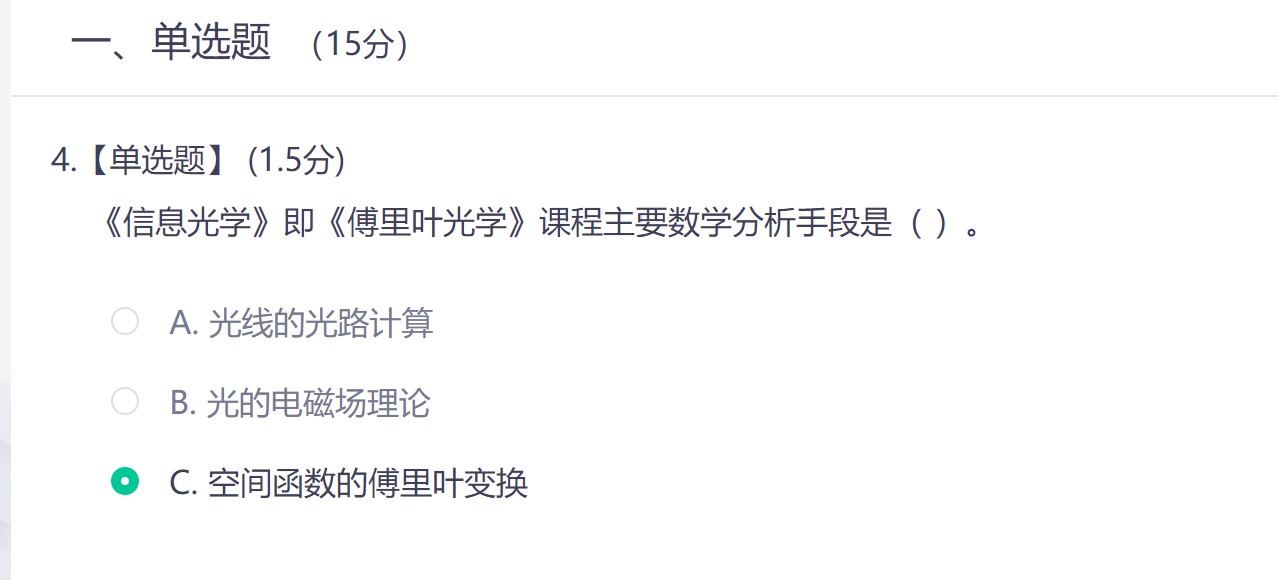 一、单选题 （15分）
4.【单选题】 (1.5分)
《信息光学》即《傅里叶光学》课程主要数学分析手段是（ ）。
A. 光线的光路计算
B. 光的电磁场理论
C. 空间函数的傅里叶变换